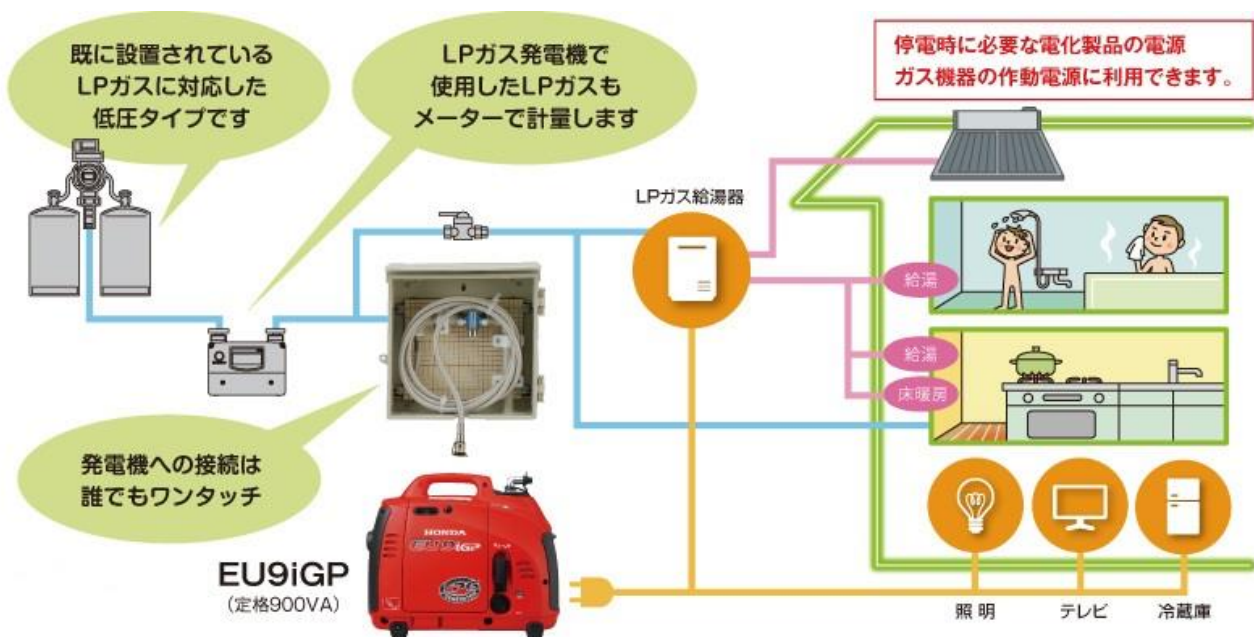 既に設置されている
LPガスに対応した
低圧タイプです
LPガス発電機で
使用したLPガスも
メーターで計量します
停電時に必要な電化製品の電源
ガス機器の作動電源に利用できます。
LPガス給湯器
給湯
給湯
床暖房
発電機への接続は
誰でもワンタッチ
HONDA
EU9iGP
EU9iGP
(定格900VA)
照明
テレビ
冷蔵庫